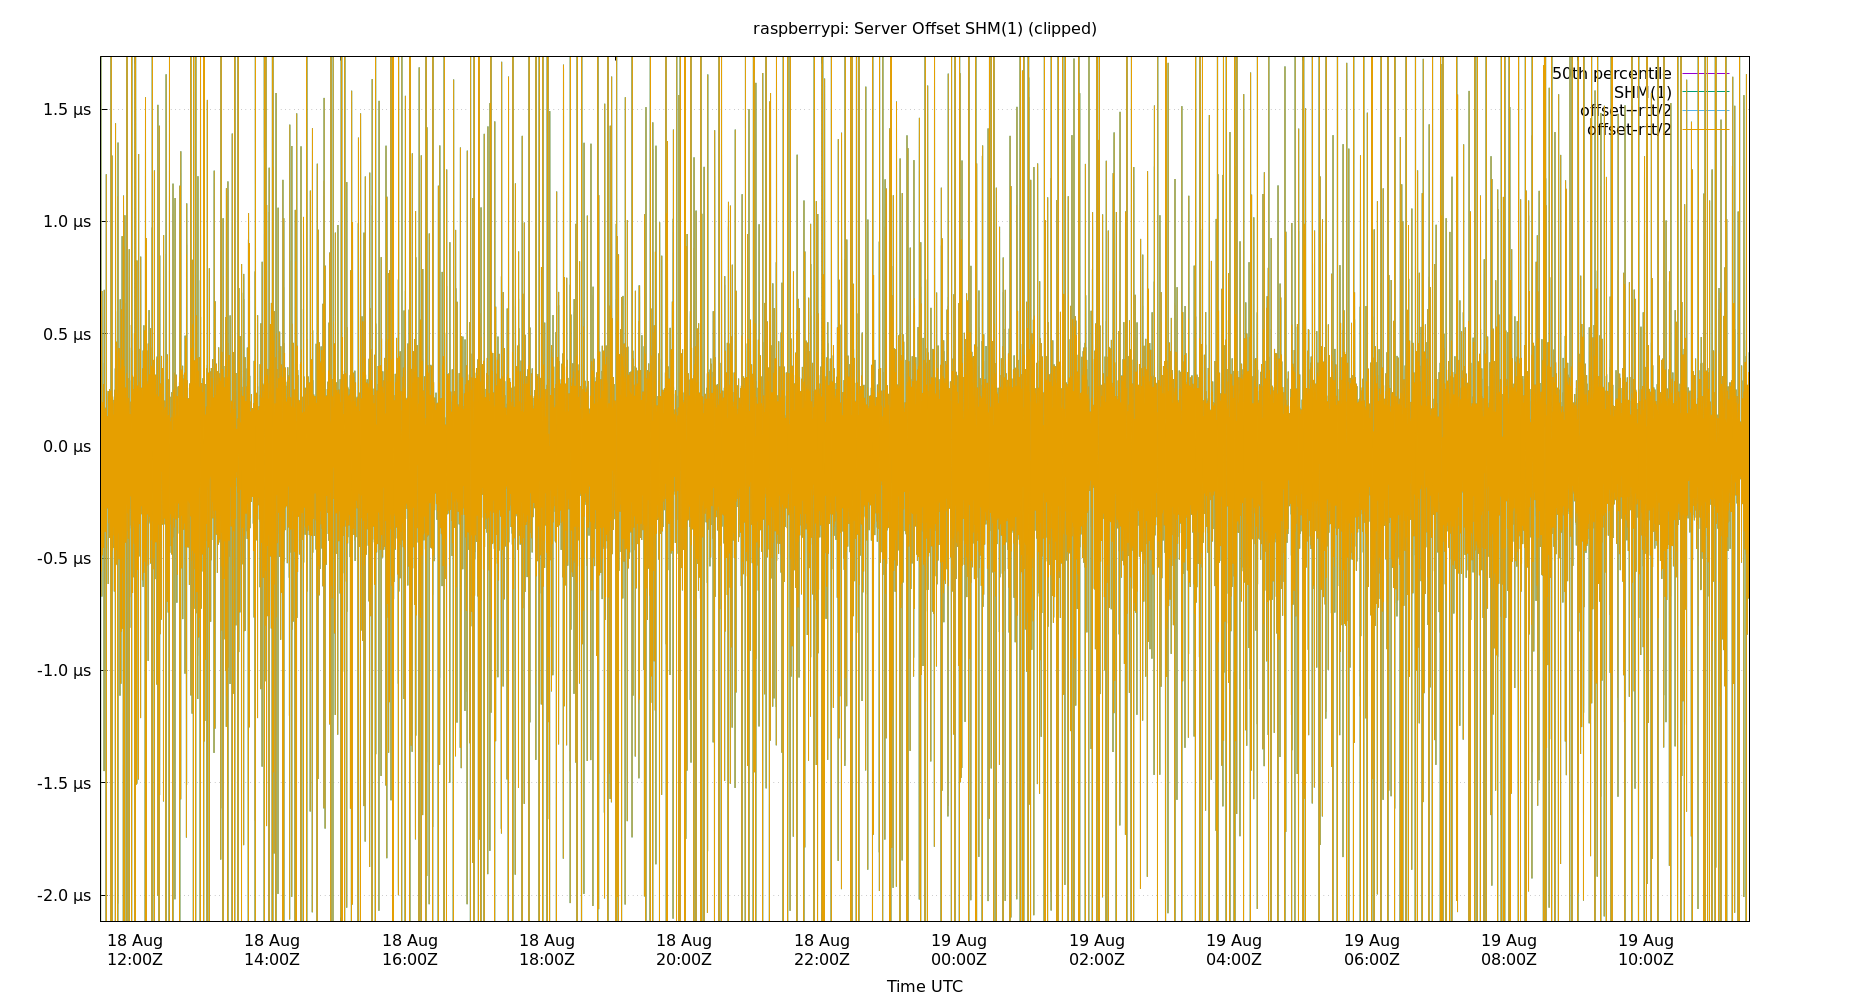 raspberrypi: Server Offset SHM(1) (clipped)
50th percentile
SHM(1)
offset+rtt/2
offset-rtt/2
1.5 µs
1.0 µs
0.5 µs
0.0 µs
-0.5 µs
-1.0 µs
-1.5 µs
-2.0 µs
18 Aug 18 Aug 18 Aug 18 Aug 18 Aug 18 Aug 19 Aug 19 Aug 19 Aug 19 Aug 19 Aug 19 Aug
12:00Z 14:00Z 16:00Z 18:00Z 20:00Z 22:00Z 00:00Z 02:00Z 04:00Z 06:00Z 08:00Z 10:00Z
Time UTC